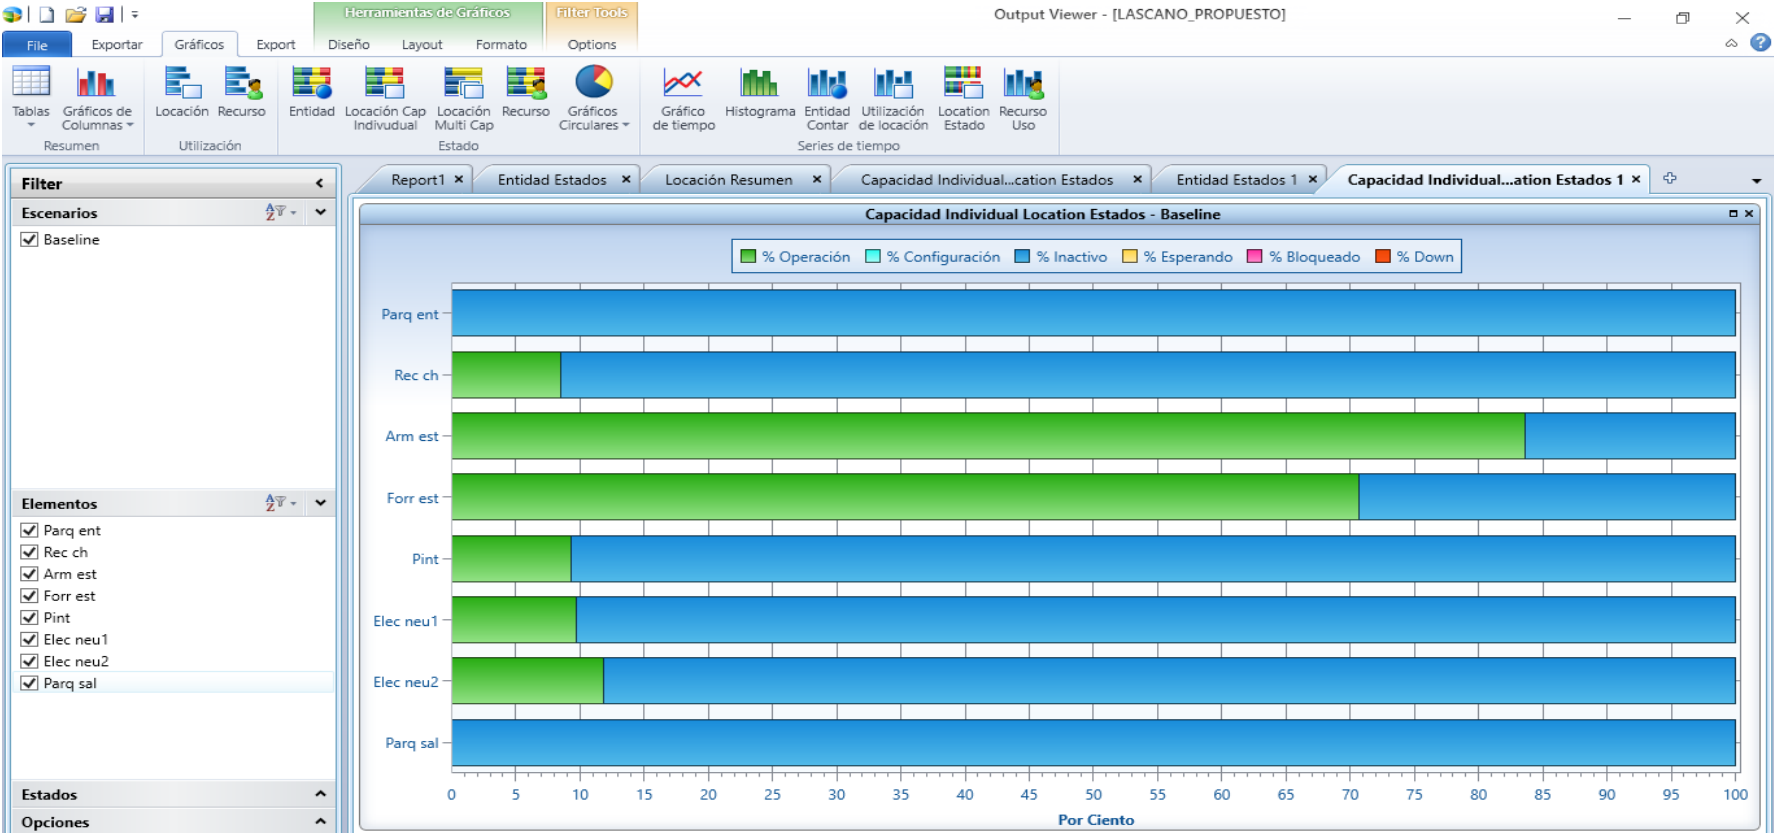 Herramientas de Gráficos
Filter Tools
Output Viewer - [LASCANO_PROPUESTO]
File
Exportar
Gráficos
Export
Diseño
Layout
Formato
Options
Tablas
Gráficos de
Columnas
Locación
Recurso
Entidad
Locación Cap
Indivudual
Locación
Multi Cap
Recurso
Gráficos
Circulares
Gráfico
de tiempo
Histograma
Entidad
Contar
Utilización
de locación
Location
Estado
Recurso
Uso
Resumen
Utilización
Estado
Series de tiempo
Filter
Report1
Entidad Estados
Locación Resumen
Capacidad Individual...cation Estados
Entidad Estados 1
Capacidad Individual...ation Estados 1
Escenarios
Baseline
Elementos
Parq ent
Rec ch
Arm est
Forr est
Pint
Elec neu1
Elec neu2
Parq sal
Estados
Opciones
Capacidad Individual Location Estados - Baseline
% Operación
% Configuración
% Inactivo
% Esperando
% Bloqueado
% Down
Parq ent
Rec ch
Arm est
Forr est
Pint
Elec neu1
Elec neu2
Parq sal
0 5 10 15 20 25 30 35 40 45 50 55 60 65 70 75 80 85 90 95 100
Por Ciento